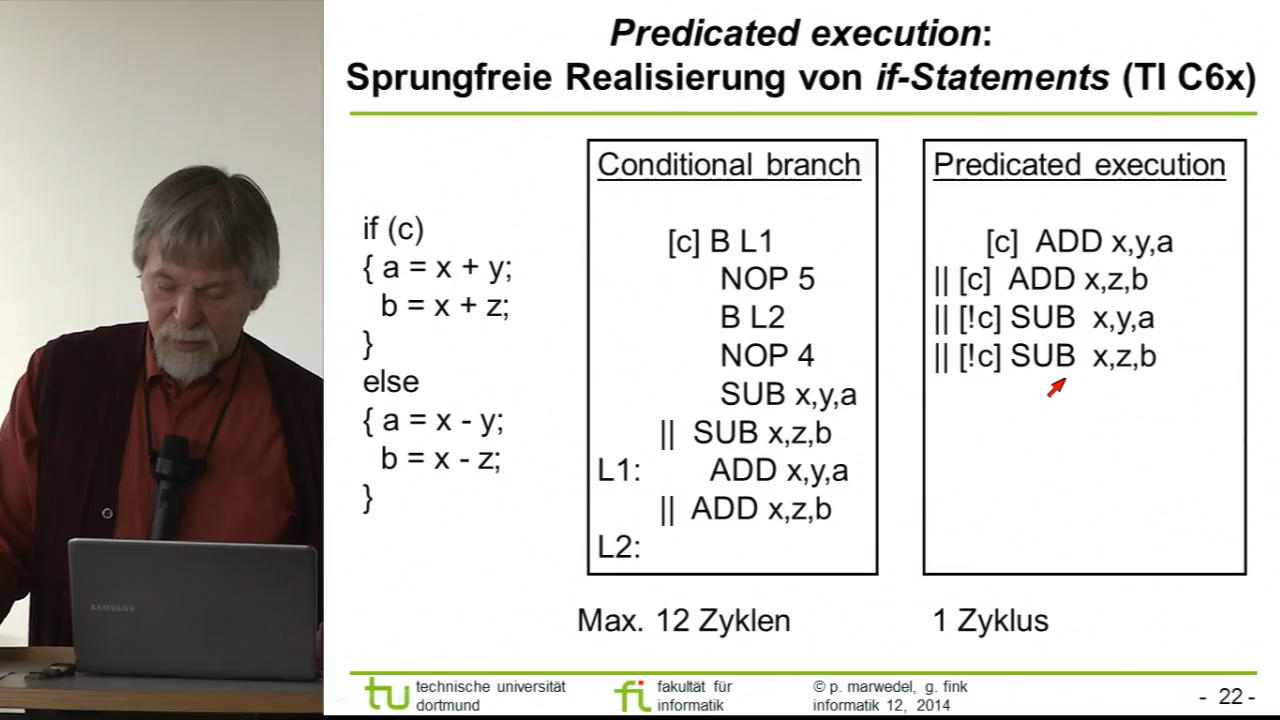 Predicated execution:
Sprungfreie Realisierung von if-Statements (TI C6x)
if (c)
{ a = x + y;
b = x + z;
}
else
{ a = x - y;
b = x - z;
}
Conditional branch
[c] B L1
NOP 5
B L2
NOP 4
SUB x,y,a
|| SUB x,z,b
L1: ADD x,y,a
|| ADD x,z,b
L2:
Max. 12 Zyklen
Predicated execution
[c] ADD x,y,a
|| [c] ADD x,z,b
|| [!c] SUB x,y,a
|| [!c] SUB x,z,b
1 Zyklus
SAMSUNG
tu technische universität
dortmund
fi fakultät für
informatik
© p. marwedel, g. fink
informatik 12, 2014
- 22 -